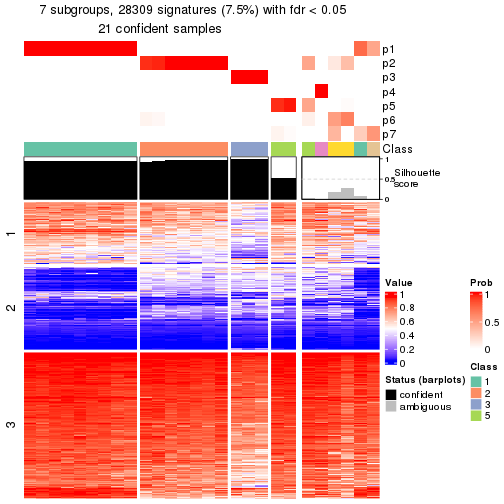 7 subgroups, 28309 signatures (7.5%) with fdr < 0.05
21 confident samples
p1
p2
p3
p4
p5
p6
p7
Class
1
0.5
0
Silhouette
score
1
2
3
Value
1
0.8
0.6
0.4
0.2
0
Status (barplots)
confident
ambiguous
Prob
1
0.5
0
Class
1
2
3
5